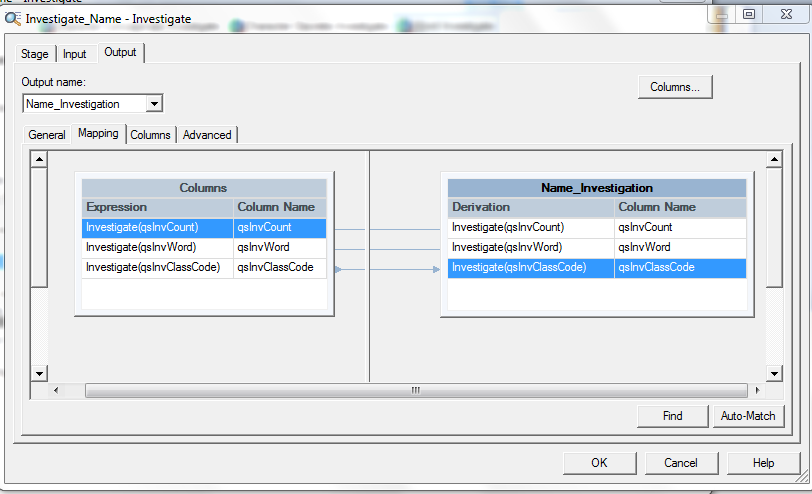 Investigate_Name - Investigate
Stage Input Output
Output name:
Name_Investigation
Columns...
General Mapping Columns Advanced
Columns
Expression Column Name
Investigate(qsInvCount) qsInvCount
Investigate(qsInvWord) qsInvWord
Investigate(qsInvClassCode) qsInvClassCode
Name_Investigation
Derivation Column Name
Investigate(qsInvCount) qsInvCount
Investigate(qsInvWord) qsInvWord
Investigate(qsInvClassCode) qsInvClassCode
Find Auto-Match
OK Cancel Help